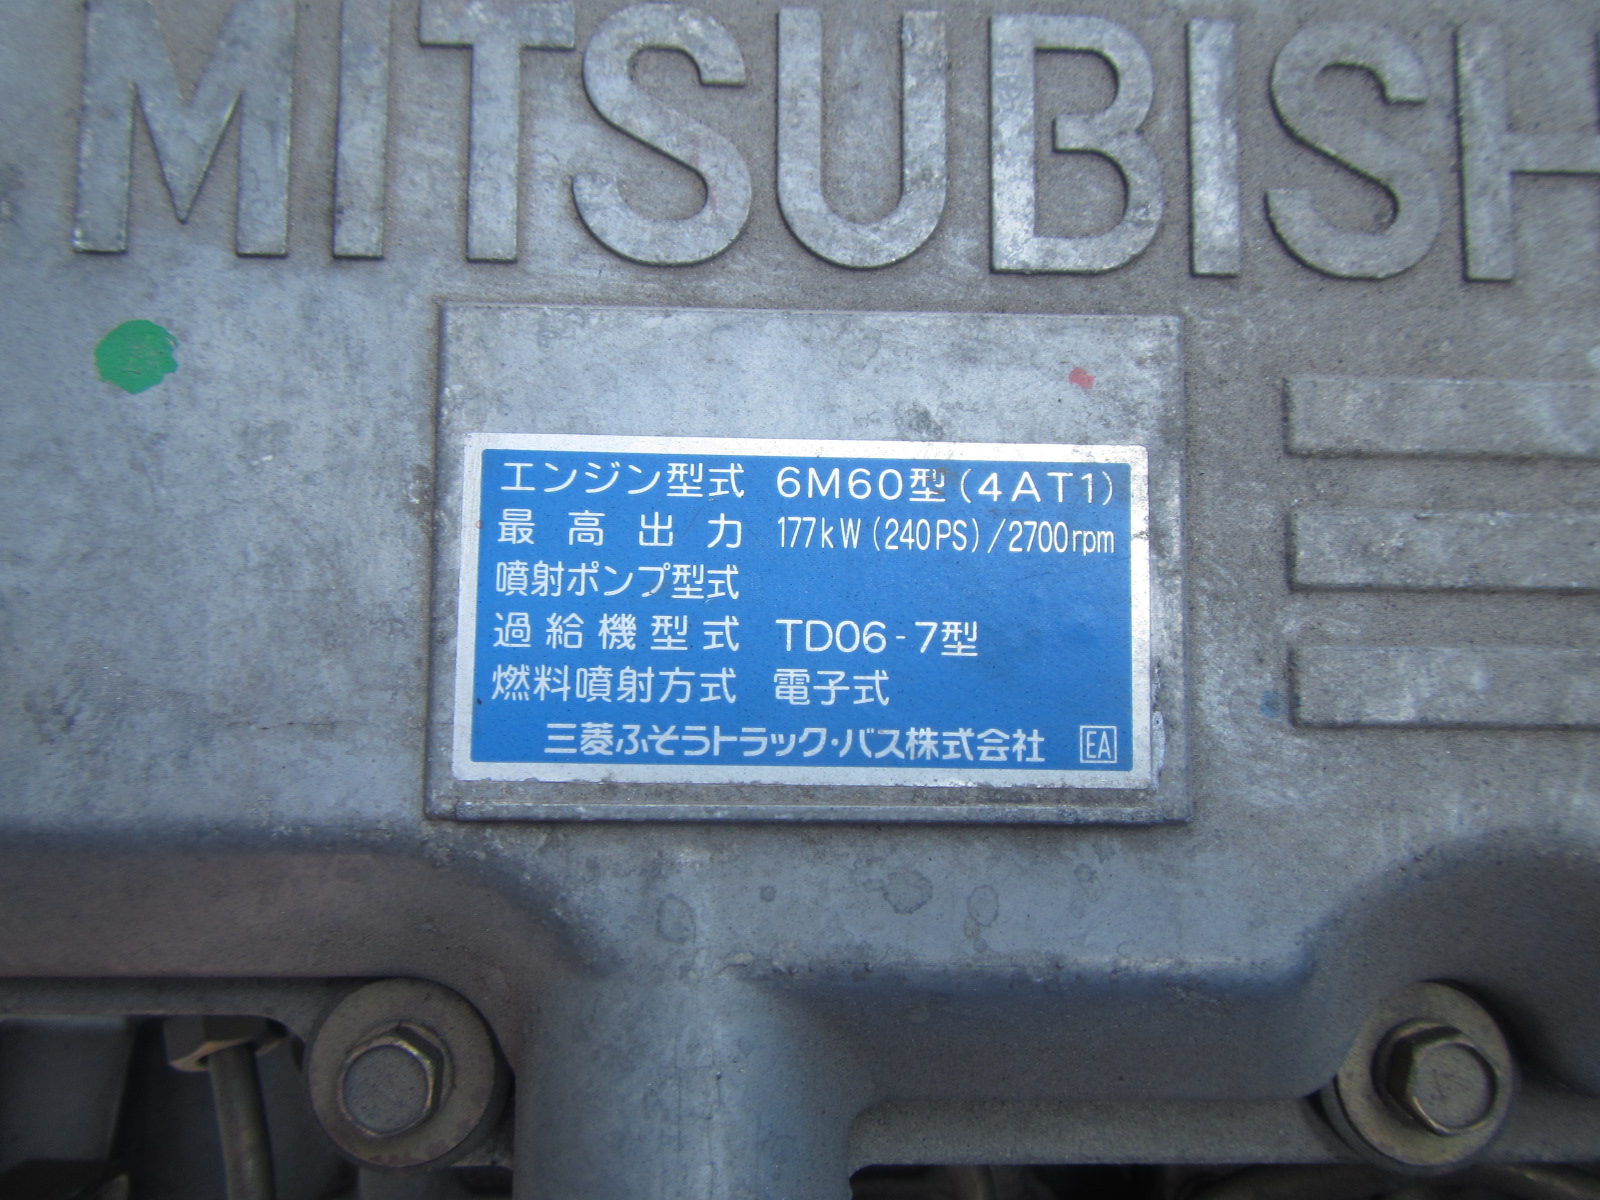 MITSUBISH
エンジン型式 6M60型(4AT1)
最高出力 177kW(240PS)/2700rpm
噴射ポンプ型式
過給機型式 TD06-7型
燃料噴射方式 電子式
三菱ふそうトラック・バス株式会社 EA